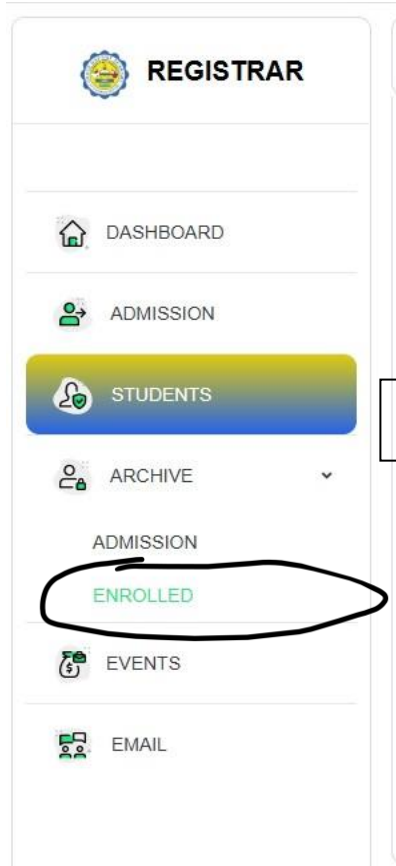 REGISTRAR
DASHBOARD
ADMISSION
STUDENTS
ARCHIVE
ADMISSION
ENROLLED
EVENTS
EMAIL